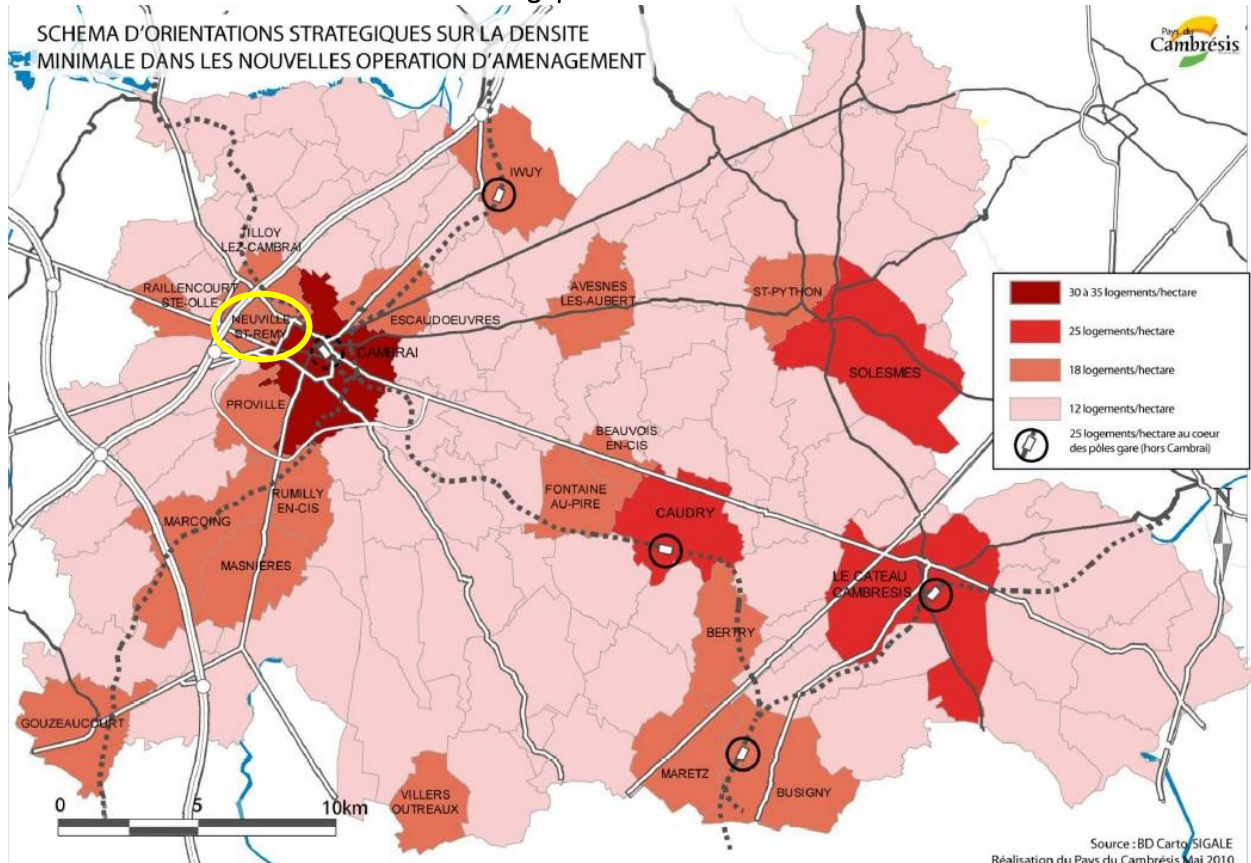 SCHEMA D'ORIENTATIONS STRATEGIQUES SUR LA DENSITE
MINIMALE DANS LES NOUVELLES OPERATION D'AMENAGEMENT
Pays du
Cambrésis
IWUY
TILLOY
LEZ-CAMBRAI
RAILLENCOURT
STE-OLLE
NEUVILLE
ST-REMY
ESCAUDOEUVRES
CAMBRAI
AVESNES
LES-AUBERT
ST-PYTHON
SOLESMES
PROVILLE
BEAUVOIS
EN-CIS
FONTAINE
AU-PIRE
CAUDRY
RUMILLY
EN-CIS
MARCOING
MASNIERES
LE CATEAU
CAMBRESIS
BERTRY
GOUZEAUCOURT
MARETZ
BUSIGNY
VILLERS
OUTREAUX
30 à 35 logements/hectare
25 logements/hectare
18 logements/hectare
12 logements/hectare
25 logements/hectare au coeur
des pôles gare (hors Cambrai)
N
0 5 10km
Source : BD Carto, SIGALE
Réalisation du Pays du Cambrésis Mai 2010